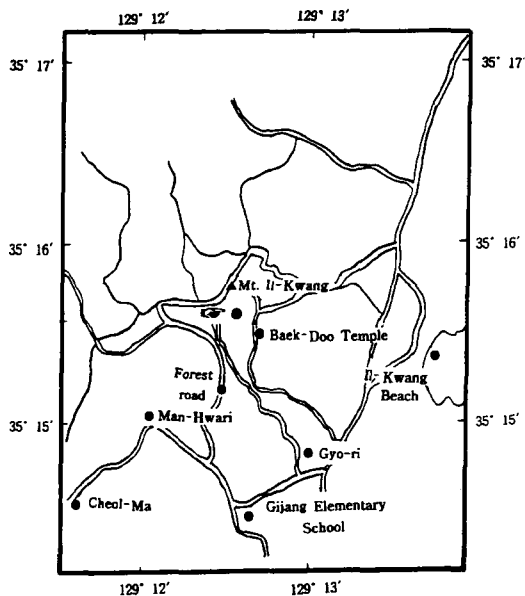 129° 12′
129° 13′
35° 17′
35° 17′
35° 16′
35° 16′
Mt. Il-Kwang
Baek-Doo Temple
Forest
road
Il-Kwang
Beach
35° 15′
35° 15′
Man-Hwari
Gyo-ri
Cheol-Ma
Gijang Elementary
School
129° 12′
129° 13′